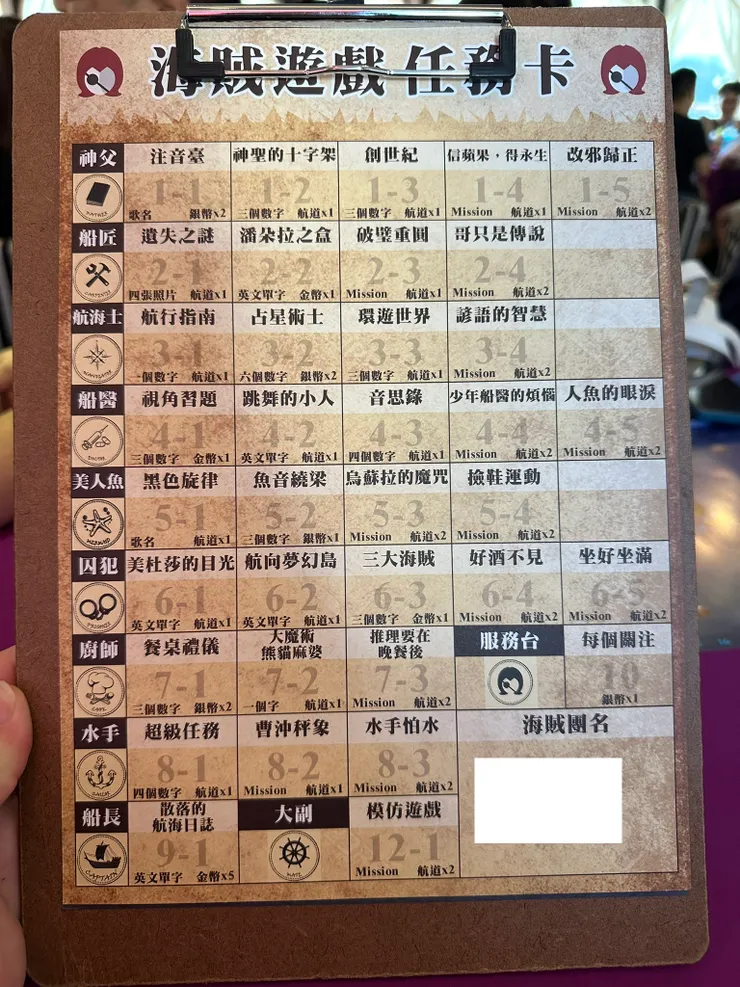 海賊遊戲 任務卡
神父 注音臺 神聖的十字架 創世紀 信蘋果，得永生 改邪歸正
1-1 1-2 1-3 1-4 1-5
歌名 銀幣x2 三個數字 航道x1 三個數字 航道x1 Mission 航道x1 Mission 航道x2
船匠 遺失之謎 潘朵拉之盒 破璧重圓 哥只是傳說
2-1 2-2 2-3 2-4
四張照片 航道x1 英文單字 金幣x1 Mission 航道x1 Mission 航道x2
航海士 航行指南 占星術士 環遊世界 諺語的智慧
3-1 3-2 3-3 3-4
一個數字 航道x1 六個數字 銀幣x2 三個數字 航道x1 Mission 航道x2
船醫 視角習題 跳舞的小人 音思錄 少年船醫的煩惱 人魚的眼淚
4-1 4-2 4-3 4-4 4-5
三個數字 金幣x1 英文單字 航道x1 四個數字 航道x1 Mission 航道x2 Mission 航道x2
美人魚 黑色旋律 魚音繞梁 烏蘇拉的魔咒 撿鞋運動
5-1 5-2 5-3 5-4
MERMAID
歌名 航道x1 三個數字 銀幣x1 Mission 航道x2 Mission 航道x2
囚犯 美杜莎的目光 航向夢幻島 三大海賊 好酒不見 坐好坐滿
6-1 6-2 6-3 6-4 6-5
英文單字 航道x1 英文單字 航道x1 三個數字 金幣x1 Mission 航道x2 Mission 航道x2
廚師 餐桌禮儀 大魔術
熊貓麻婆 推理要在
晚餐後 服務台 每個關注
7-1 7-2 7-3 10
COOK
三個數字 銀幣x2 一個字 航道x1 Mission 航道x2 銀幣x1
水手 超級任務 曹沖秤象 水手怕水 海賊團名
8-1 8-2 8-3
SAILOR
四個數字 航道x1 Mission 航道x1 Mission 航道x2
船長 散落的
航海日誌 大副 模仿遊戲
9-1 12-1
CAPTAIN MATE
英文單字 金幣x5 Mission 航道x2